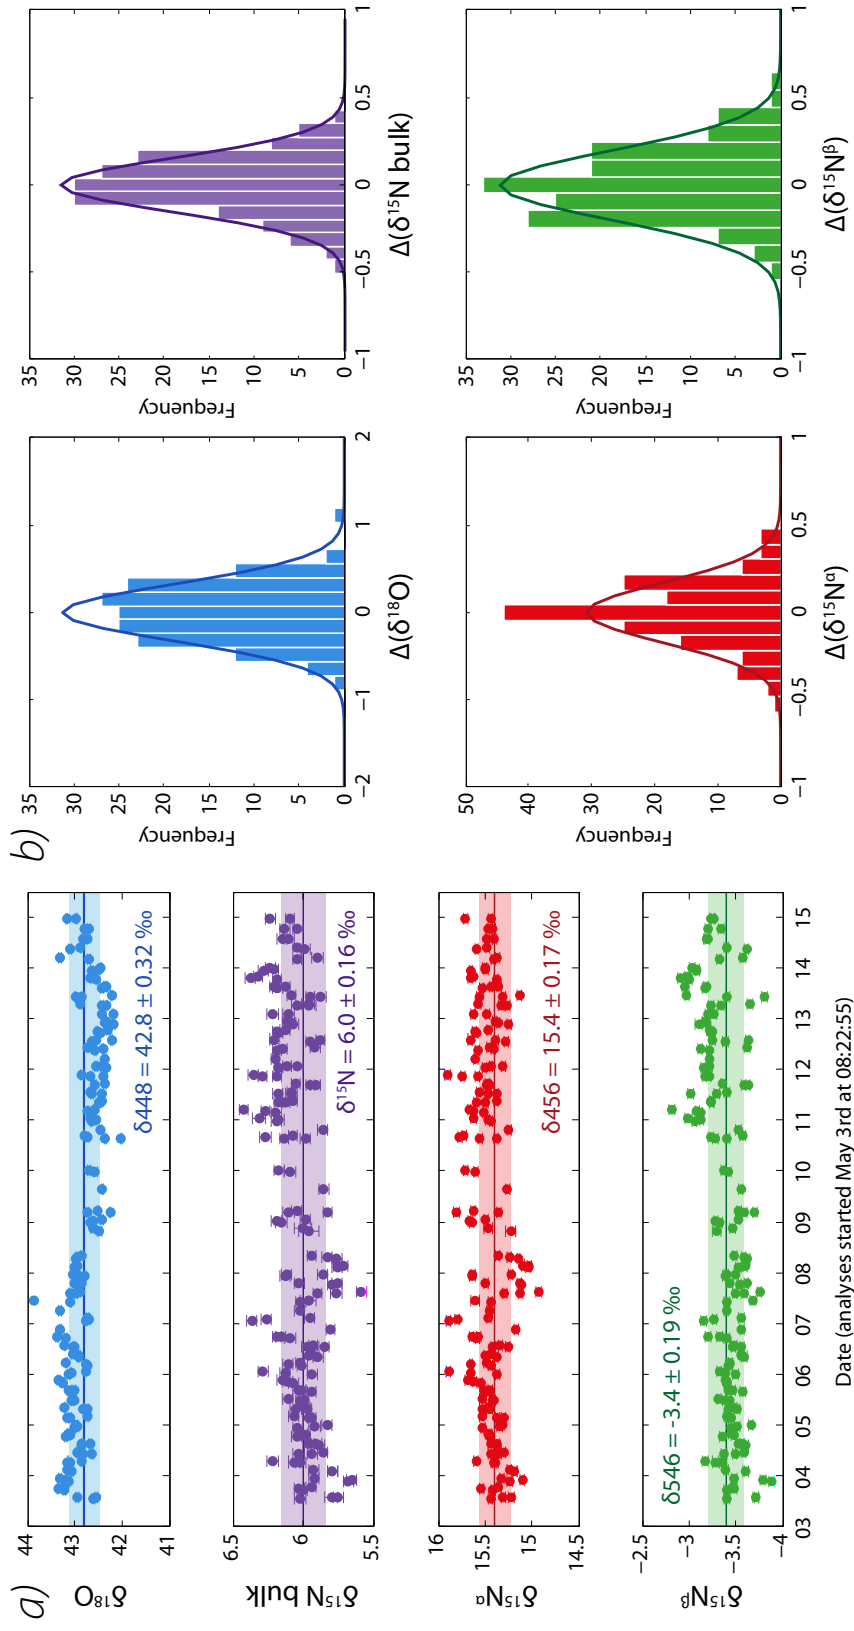 a)
δ¹⁸O
44
43
42
41
δ448 = 42.8 ± 0.32 ‰
δ¹⁵N bulk
6.5
6
5.5
δ¹⁵N = 6.0 ± 0.16 ‰
δ¹⁵Nᵅ
16
15.5
15
14.5
δ456 = 15.4 ± 0.17 ‰
δ¹⁵Nᵝ
−2.5
−3
−3.5
−4
δ546 = -3.4 ± 0.19 ‰
03 04 05 06 07 08 09 10 11 12 13 14 15
Date (analyses started May 3rd at 08:22:55)
b)
Frequency
35
30
25
20
15
10
5
0
−2 −1 0 1 2
Δ(δ¹⁸O)
Frequency
35
30
25
20
15
10
5
0
−1 −0.5 0 0.5 1
Δ(δ¹⁵N bulk)
Frequency
50
40
30
20
10
0
−1 −0.5 0 0.5 1
Δ(δ¹⁵Nᵅ)
Frequency
35
30
25
20
15
10
5
0
−1 −0.5 0 0.5 1
Δ(δ¹⁵Nᵝ)